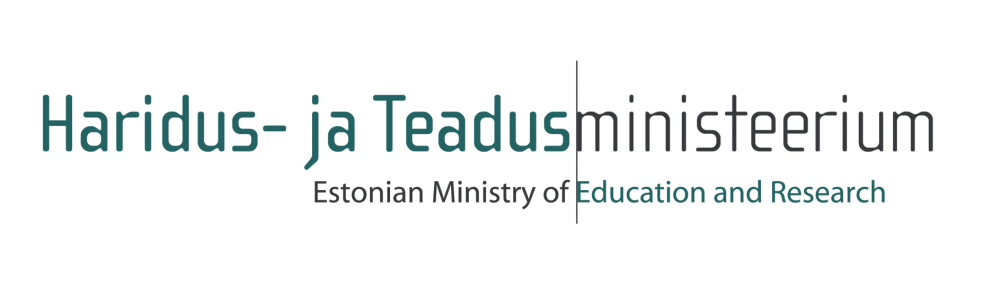 Haridus- ja Teadusministeerium
Estonian Ministry of Education and Research